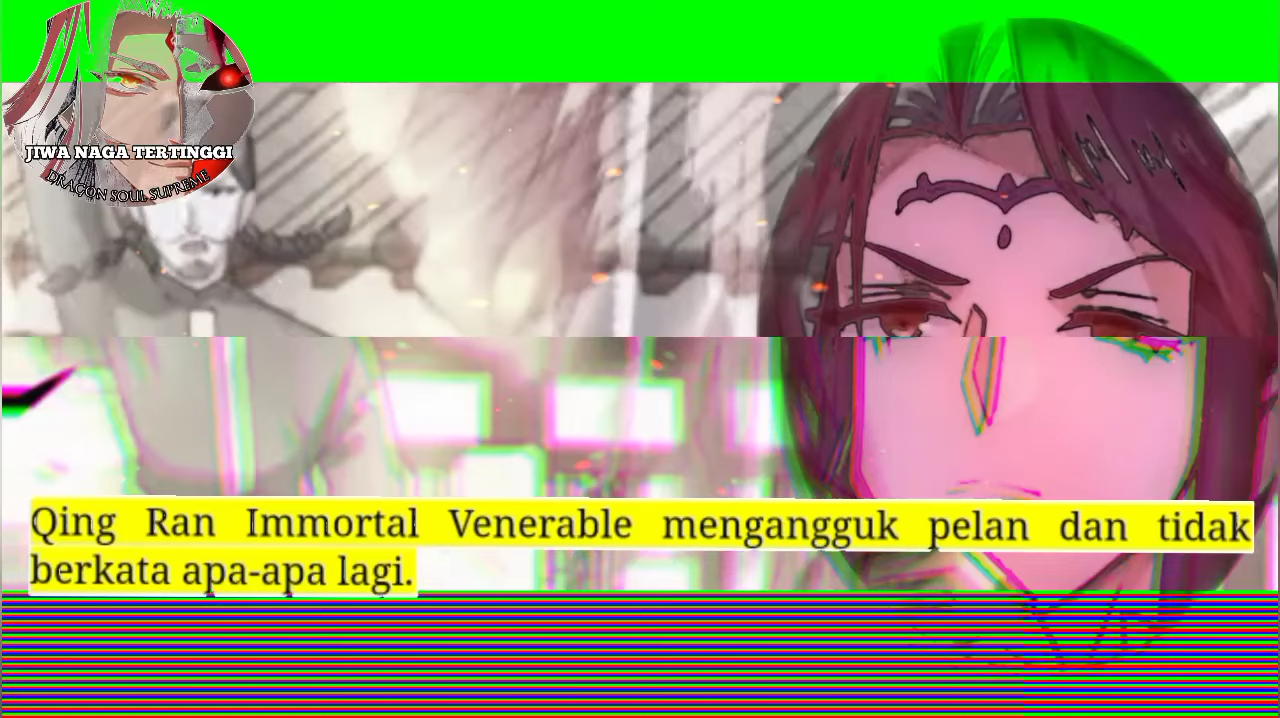 JIWA NAGA TERTINGGI
DRAGON SOUL SUPREME
Qing Ran Immortal Venerable mengangguk pelan dan tidak
berkata apa-apa lagi.